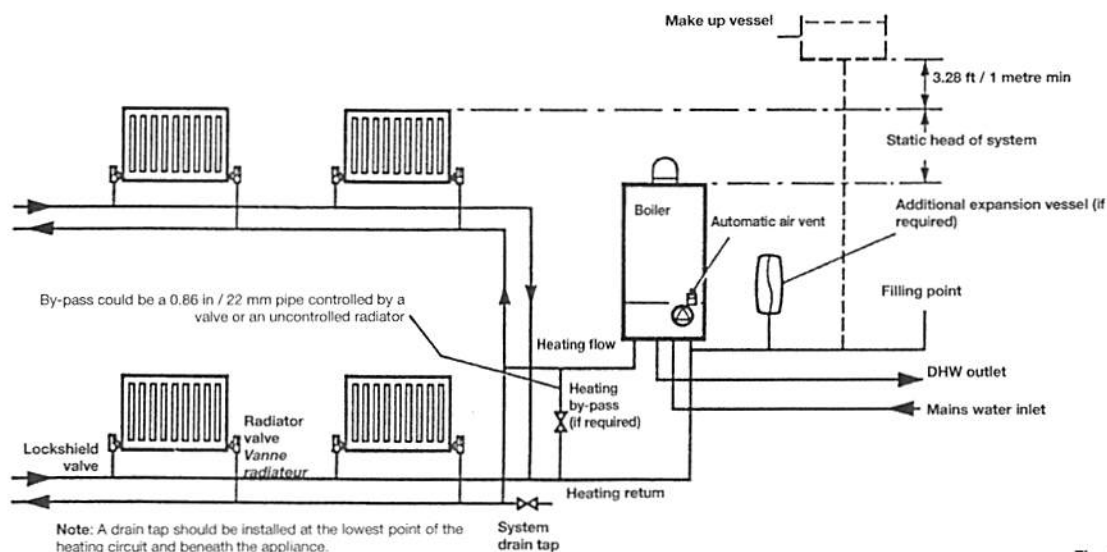 Make up vessel
3.28 ft / 1 metre min
Static head of system
Boiler
Automatic air vent
Additional expansion vessel (if
required)
By-pass could be a 0.86 in / 22 mm pipe controlled by a
valve or an uncontrolled radiator
Filling point
Heating flow
DHW outlet
Heating
by-pass
(if required)
Mains water inlet
Radiator
valve
Vanne
radiateur
Lockshield
valve
Heating return
Note: A drain tap should be installed at the lowest point of the
heating circuit and beneath the appliance.
System
drain tap